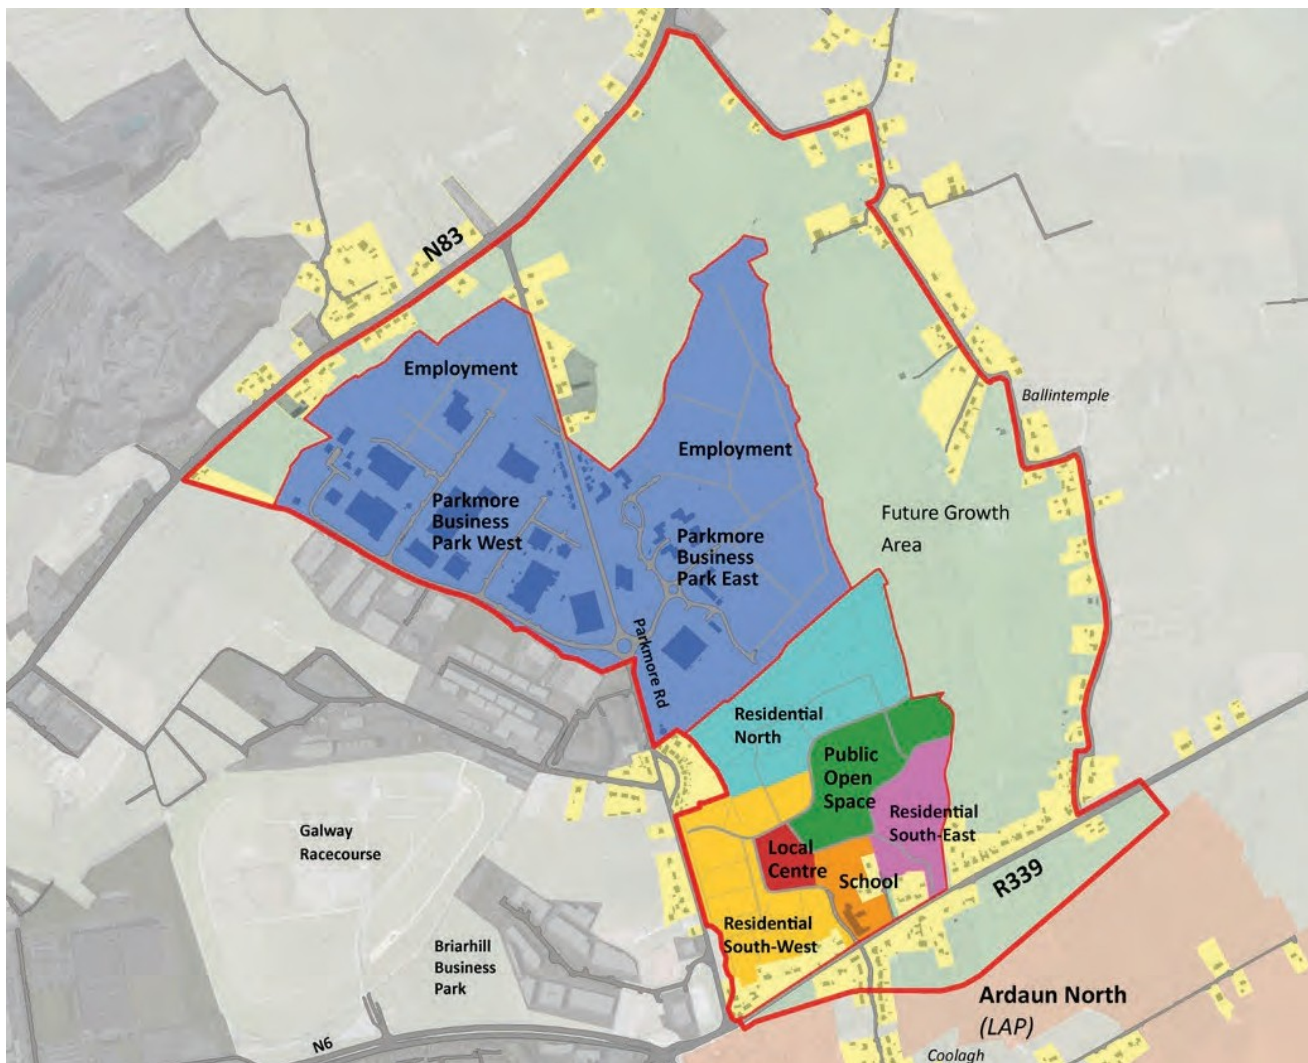 N83
Employment
Employment
Ballintemple
Parkmore
Business
Park West
Parkmore
Business
Park East
Future Growth
Area
Parkmore Rd
Residential
North
Public
Open
Space
Residential
South-East
Galway
Racecourse
Local
Centre
School
R339
Residential
South-West
Briarhill
Business
Park
Ardaun North
(LAP)
N6
Coolagh